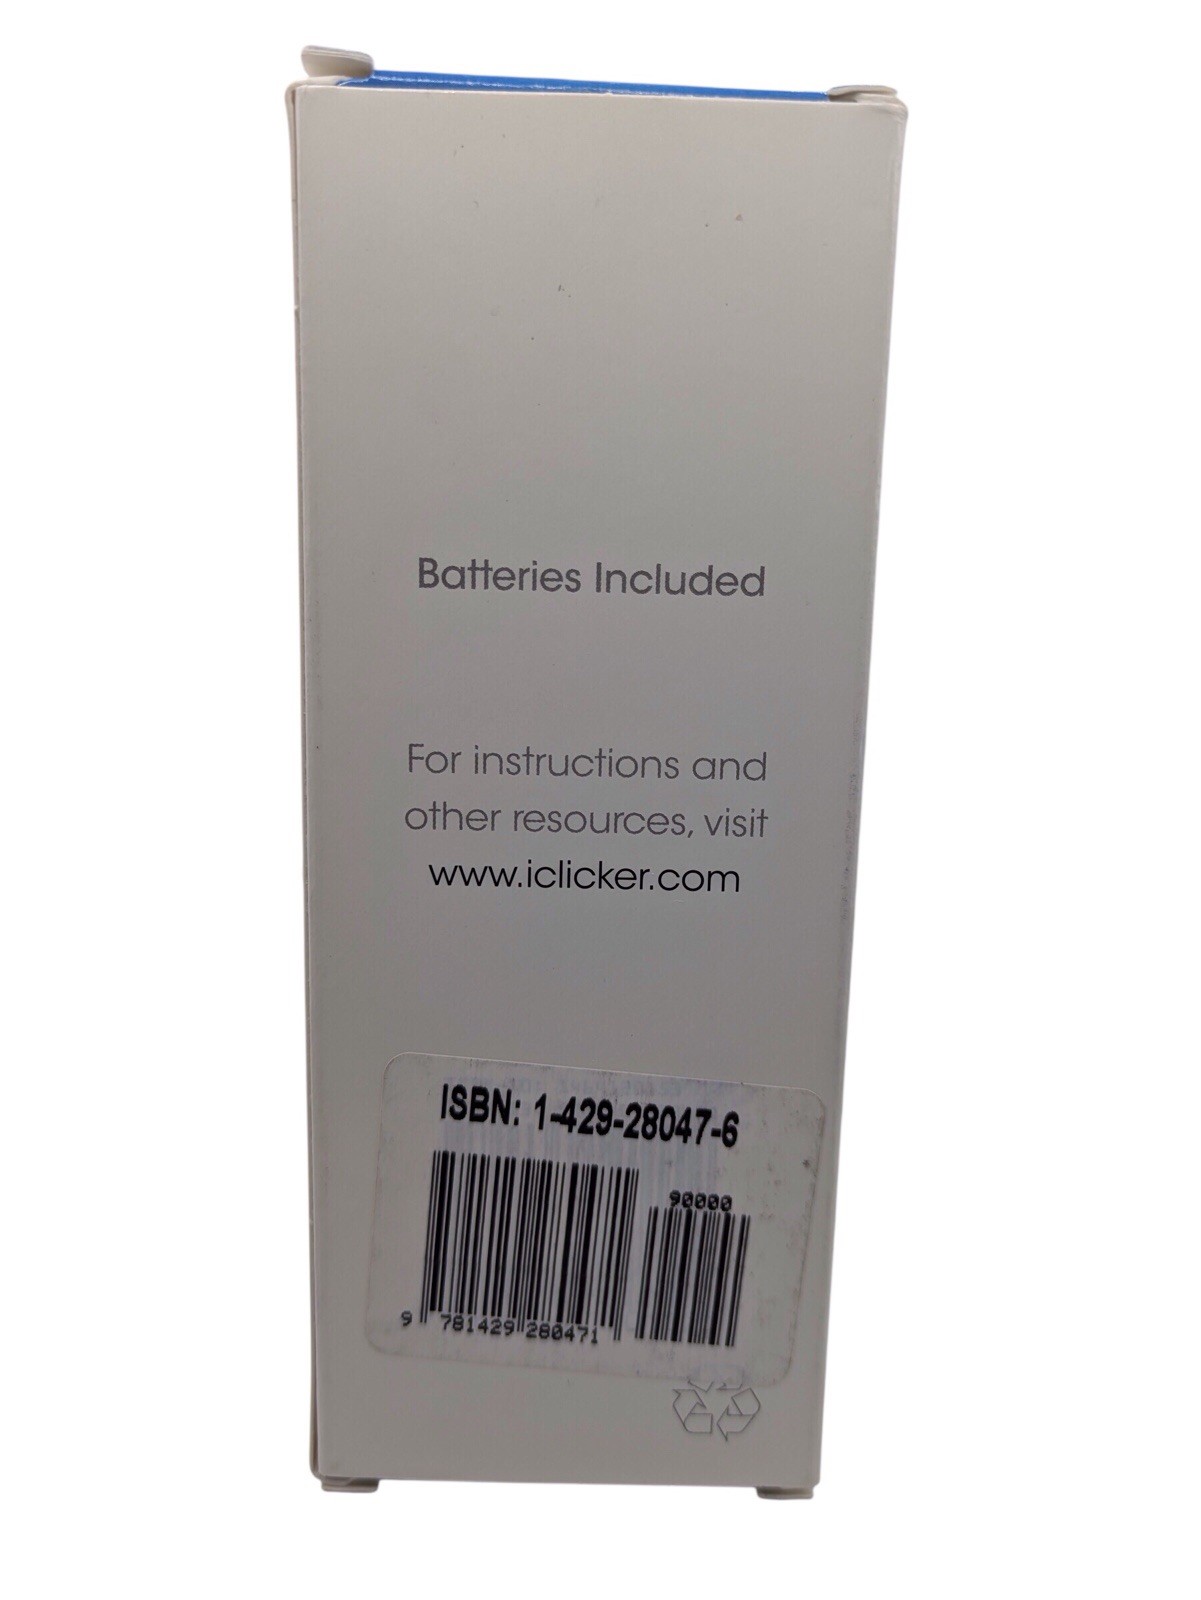 Batteries Included
For instructions and
other resources, visit
www.iclicker.com
ISBN: 1-429-28047-6
90000
9 781429 280471